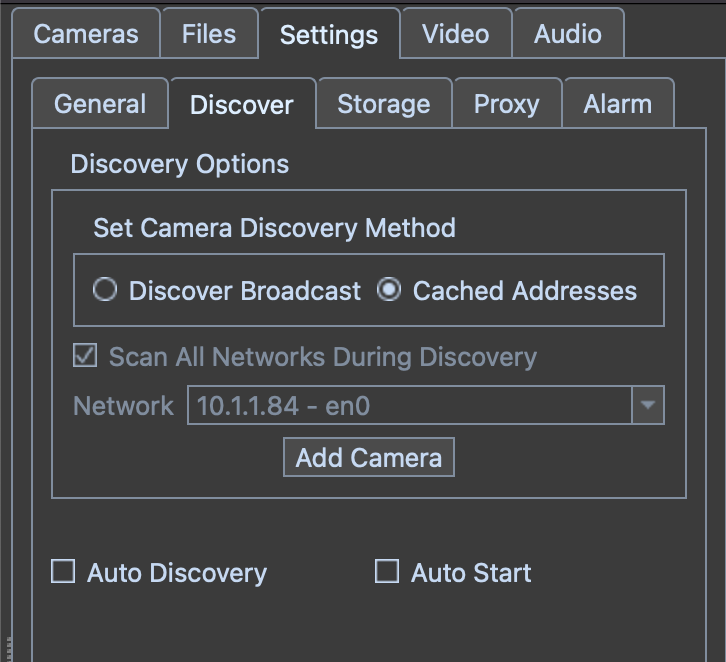 Cameras Files Settings Video Audio
General Discover Storage Proxy Alarm
Discovery Options
Set Camera Discovery Method
Discover Broadcast Cached Addresses
Scan All Networks During Discovery
Network 10.1.1.84 - en0
Add Camera
Auto Discovery Auto Start